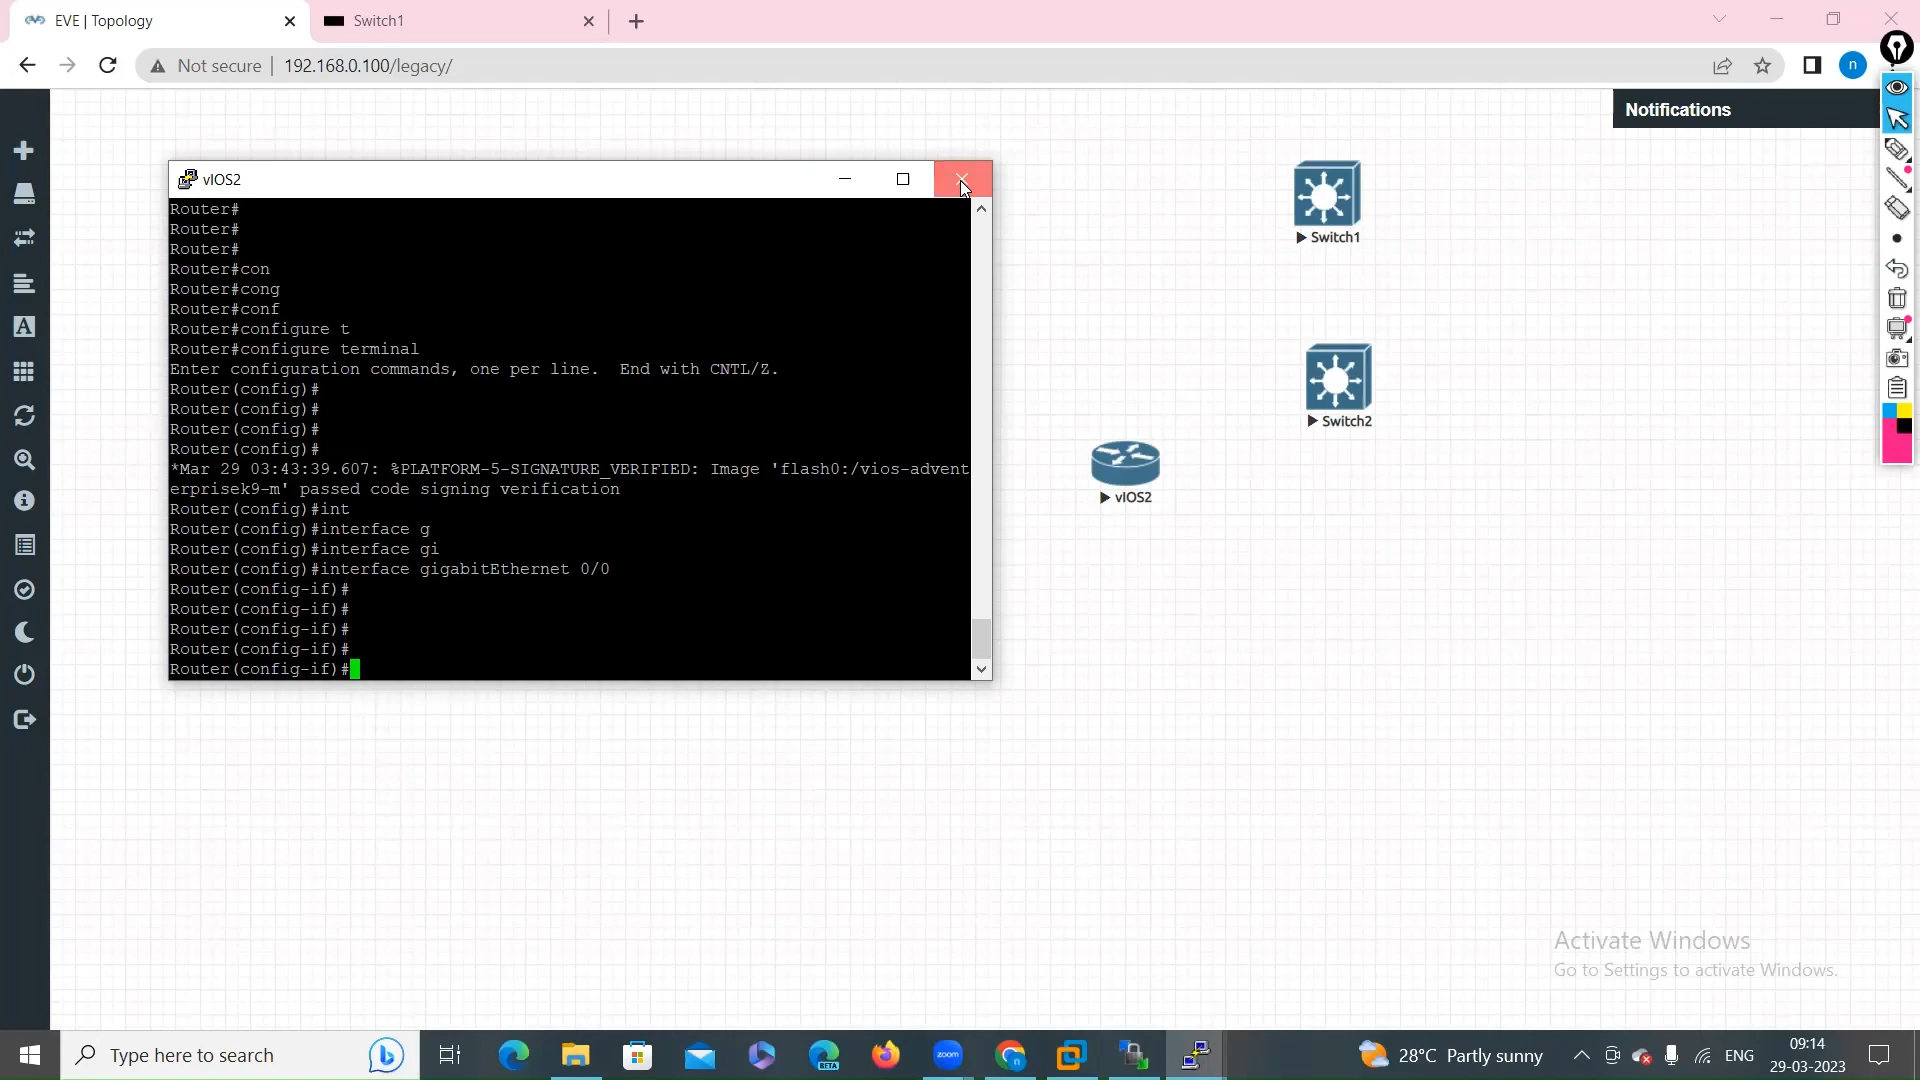 EVE | Topology
Switch1
Not secure
192.168.0.100/legacy/
n
Notifications
vIOS2
Router#
Router#
Router#
Router#con
Router#cong
Router#conf
Router#configure t
Router#configure terminal
Enter configuration commands, one per line.  End with CNTL/Z.
Router(config)#
Router(config)#
Router(config)#
Router(config)#
*Mar 29 03:43:39.607: %PLATFORM-5-SIGNATURE_VERIFIED: Image 'flash0:/vios-advent
erprisek9-m' passed code signing verification
Router(config)#int
Router(config)#interface g
Router(config)#interface gi
Router(config)#interface gigabitEthernet 0/0
Router(config-if)#
Router(config-if)#
Router(config-if)#
Router(config-if)#
Router(config-if)#
Switch1
Switch2
vIOS2
Activate Windows
Go to Settings to activate Windows.
Type here to search
BETA
zoom
n
28°C Partly sunny
ENG
09:14
29-03-2023